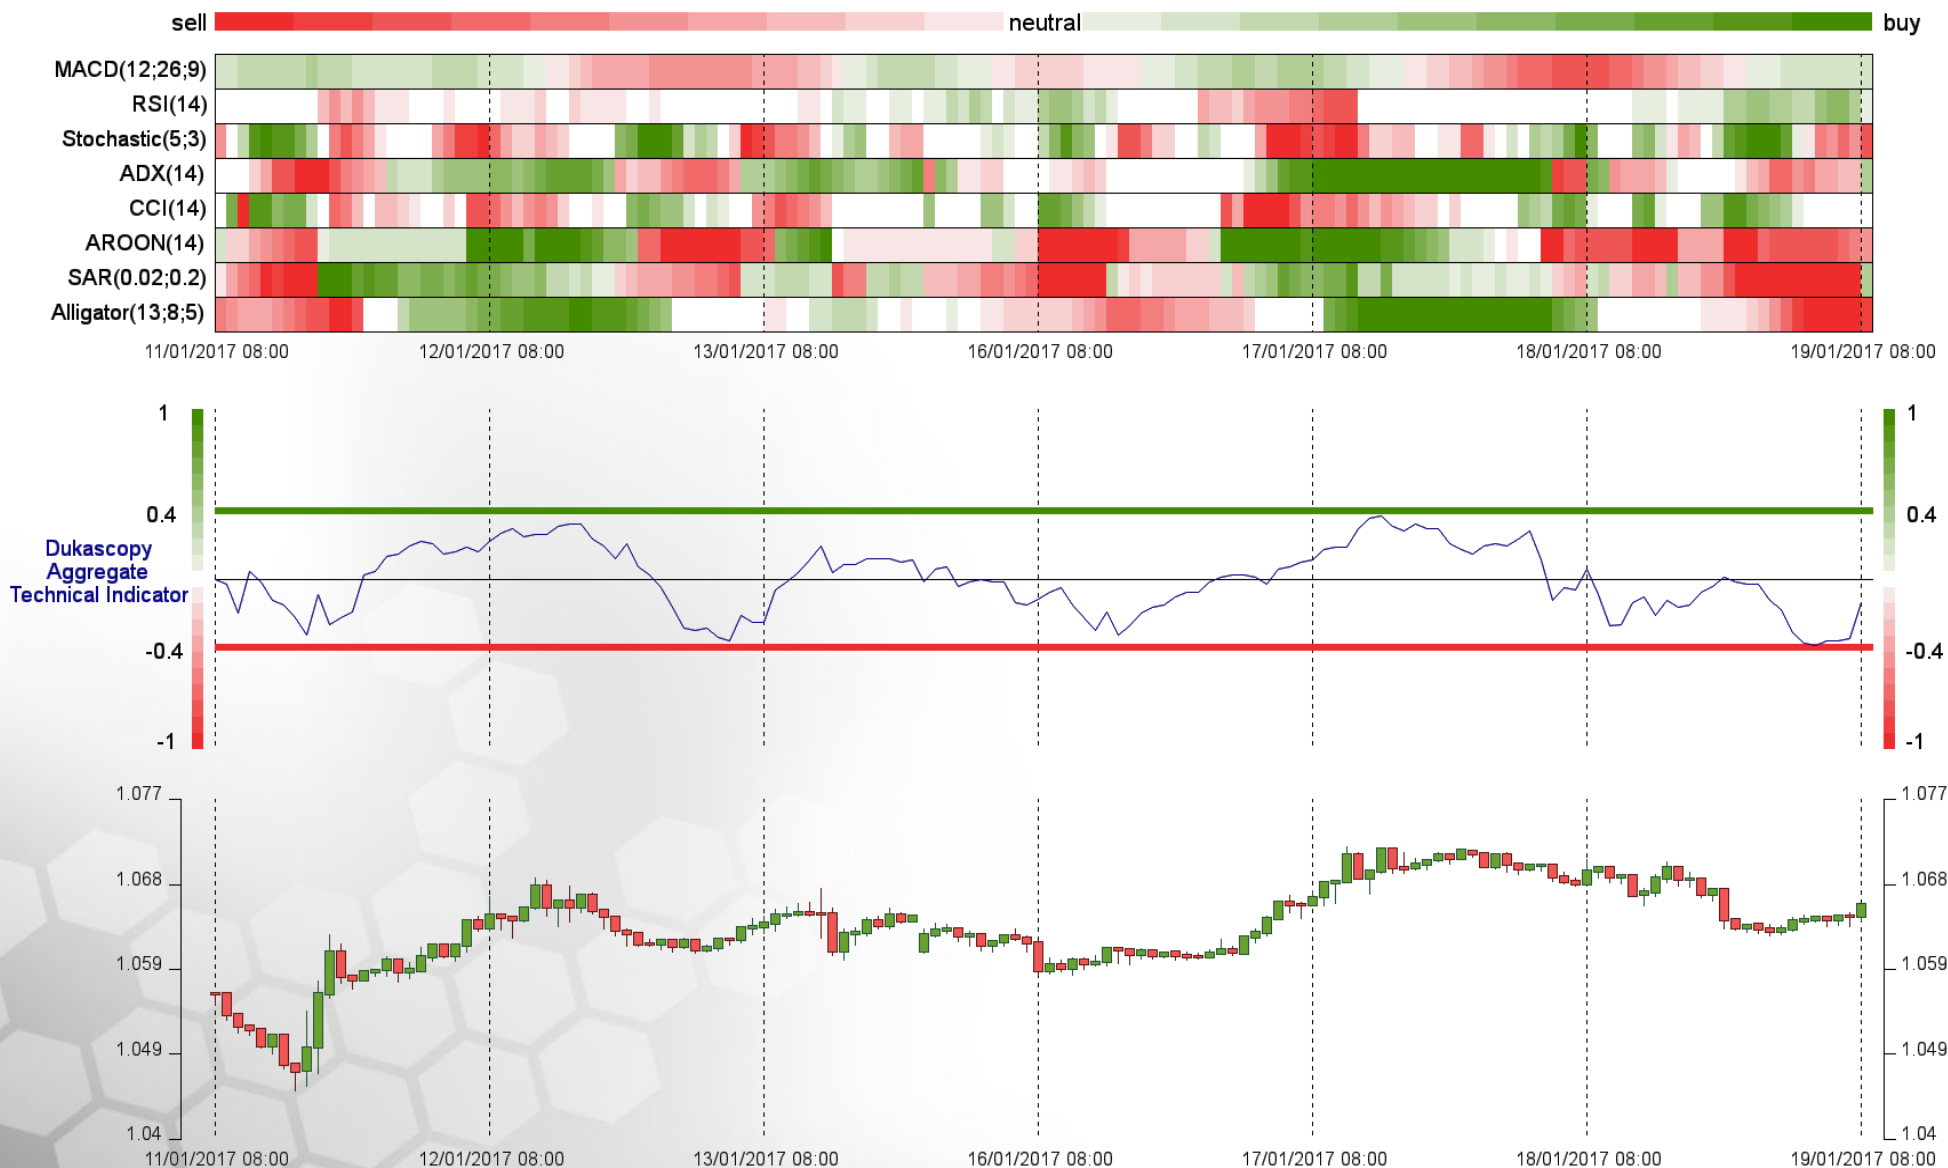 sell neutral buy
MACD(12;26;9)
RSI(14)
Stochastic(5;3)
ADX(14)
CCI(14)
AROON(14)
SAR(0.02;0.2)
Alligator(13;8;5)
11/01/2017 08:00 12/01/2017 08:00 13/01/2017 08:00 16/01/2017 08:00 17/01/2017 08:00 18/01/2017 08:00 19/01/2017 08:00
1 1
0.4 0.4
Dukascopy
Aggregate
Technical Indicator
-0.4 -0.4
-1 -1
1.077 1.077
1.068 1.068
1.059 1.059
1.049 1.049
1.04 1.04
11/01/2017 08:00 12/01/2017 08:00 13/01/2017 08:00 16/01/2017 08:00 17/01/2017 08:00 18/01/2017 08:00 19/01/2017 08:00